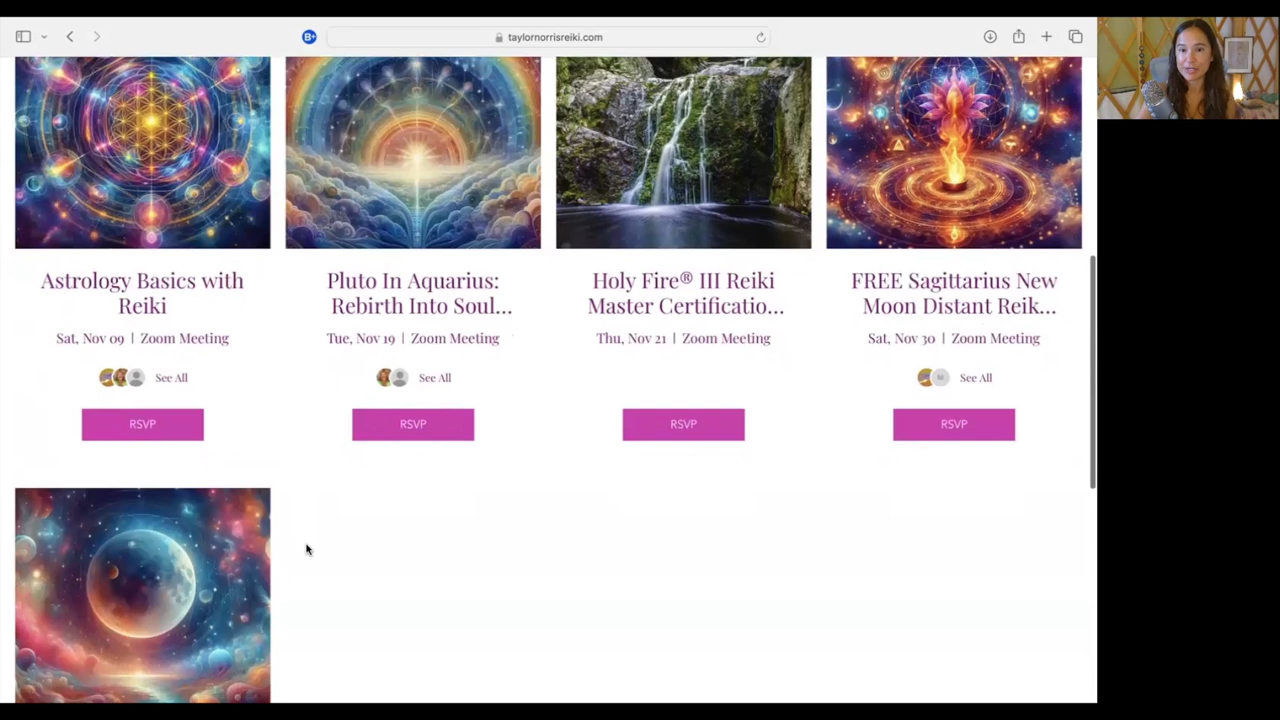 taylornorrisreiki.com
Astrology Basics with
Reiki
Sat, Nov 09 | Zoom Meeting
See All
RSVP
Pluto In Aquarius:
Rebirth Into Soul...
Tue, Nov 19 | Zoom Meeting
See All
RSVP
Holy Fire® III Reiki
Master Certificatio...
Thu, Nov 21 | Zoom Meeting
RSVP
FREE Sagittarius New
Moon Distant Reik...
Sat, Nov 30 | Zoom Meeting
See All
RSVP